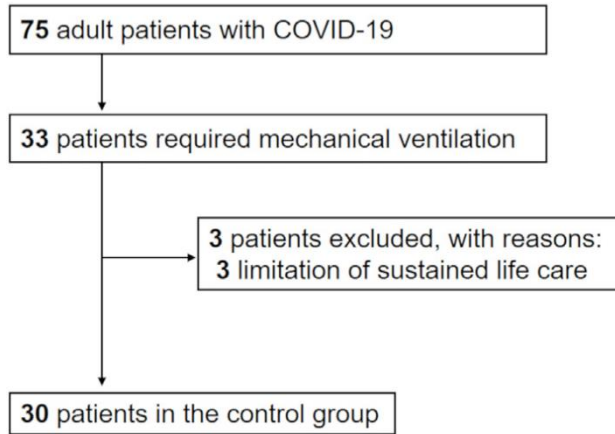 75 adult patients with COVID-19
33 patients required mechanical ventilation
3 patients excluded, with reasons:
3 limitation of sustained life care
30 patients in the control group